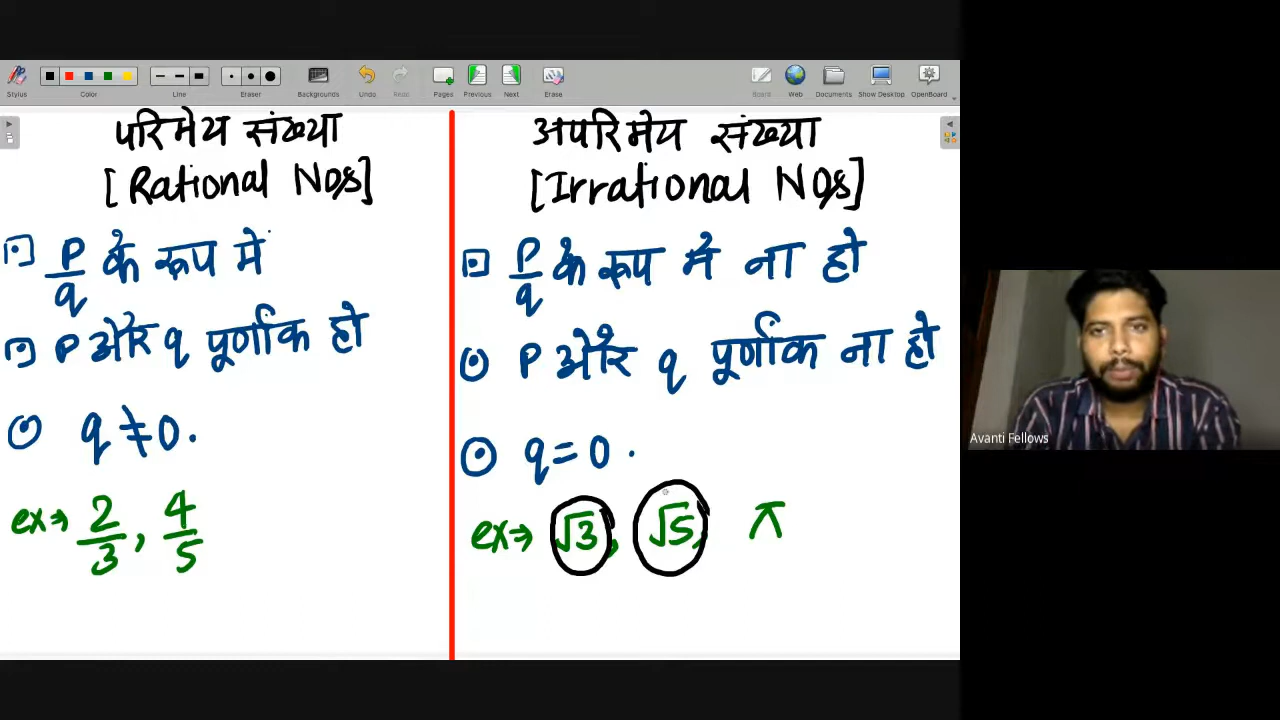 Stylus Color Line Eraser Backgrounds Undo Redo Pages Previous Next Erase Board Web Documents Show Desktop OpenBoard
परिमेय संख्या
[Rational Nos]
p/q के रूप में
p और q पूर्णांक हो
q ≠ 0.
ex⇒ 2/3, 4/5
अपरिमेय संख्या
[Irrational Nos]
p/q के रूप में ना हो
p और q पूर्णांक ना हो
q = 0.
ex⇒ √3, √5, π
Avanti Fellows